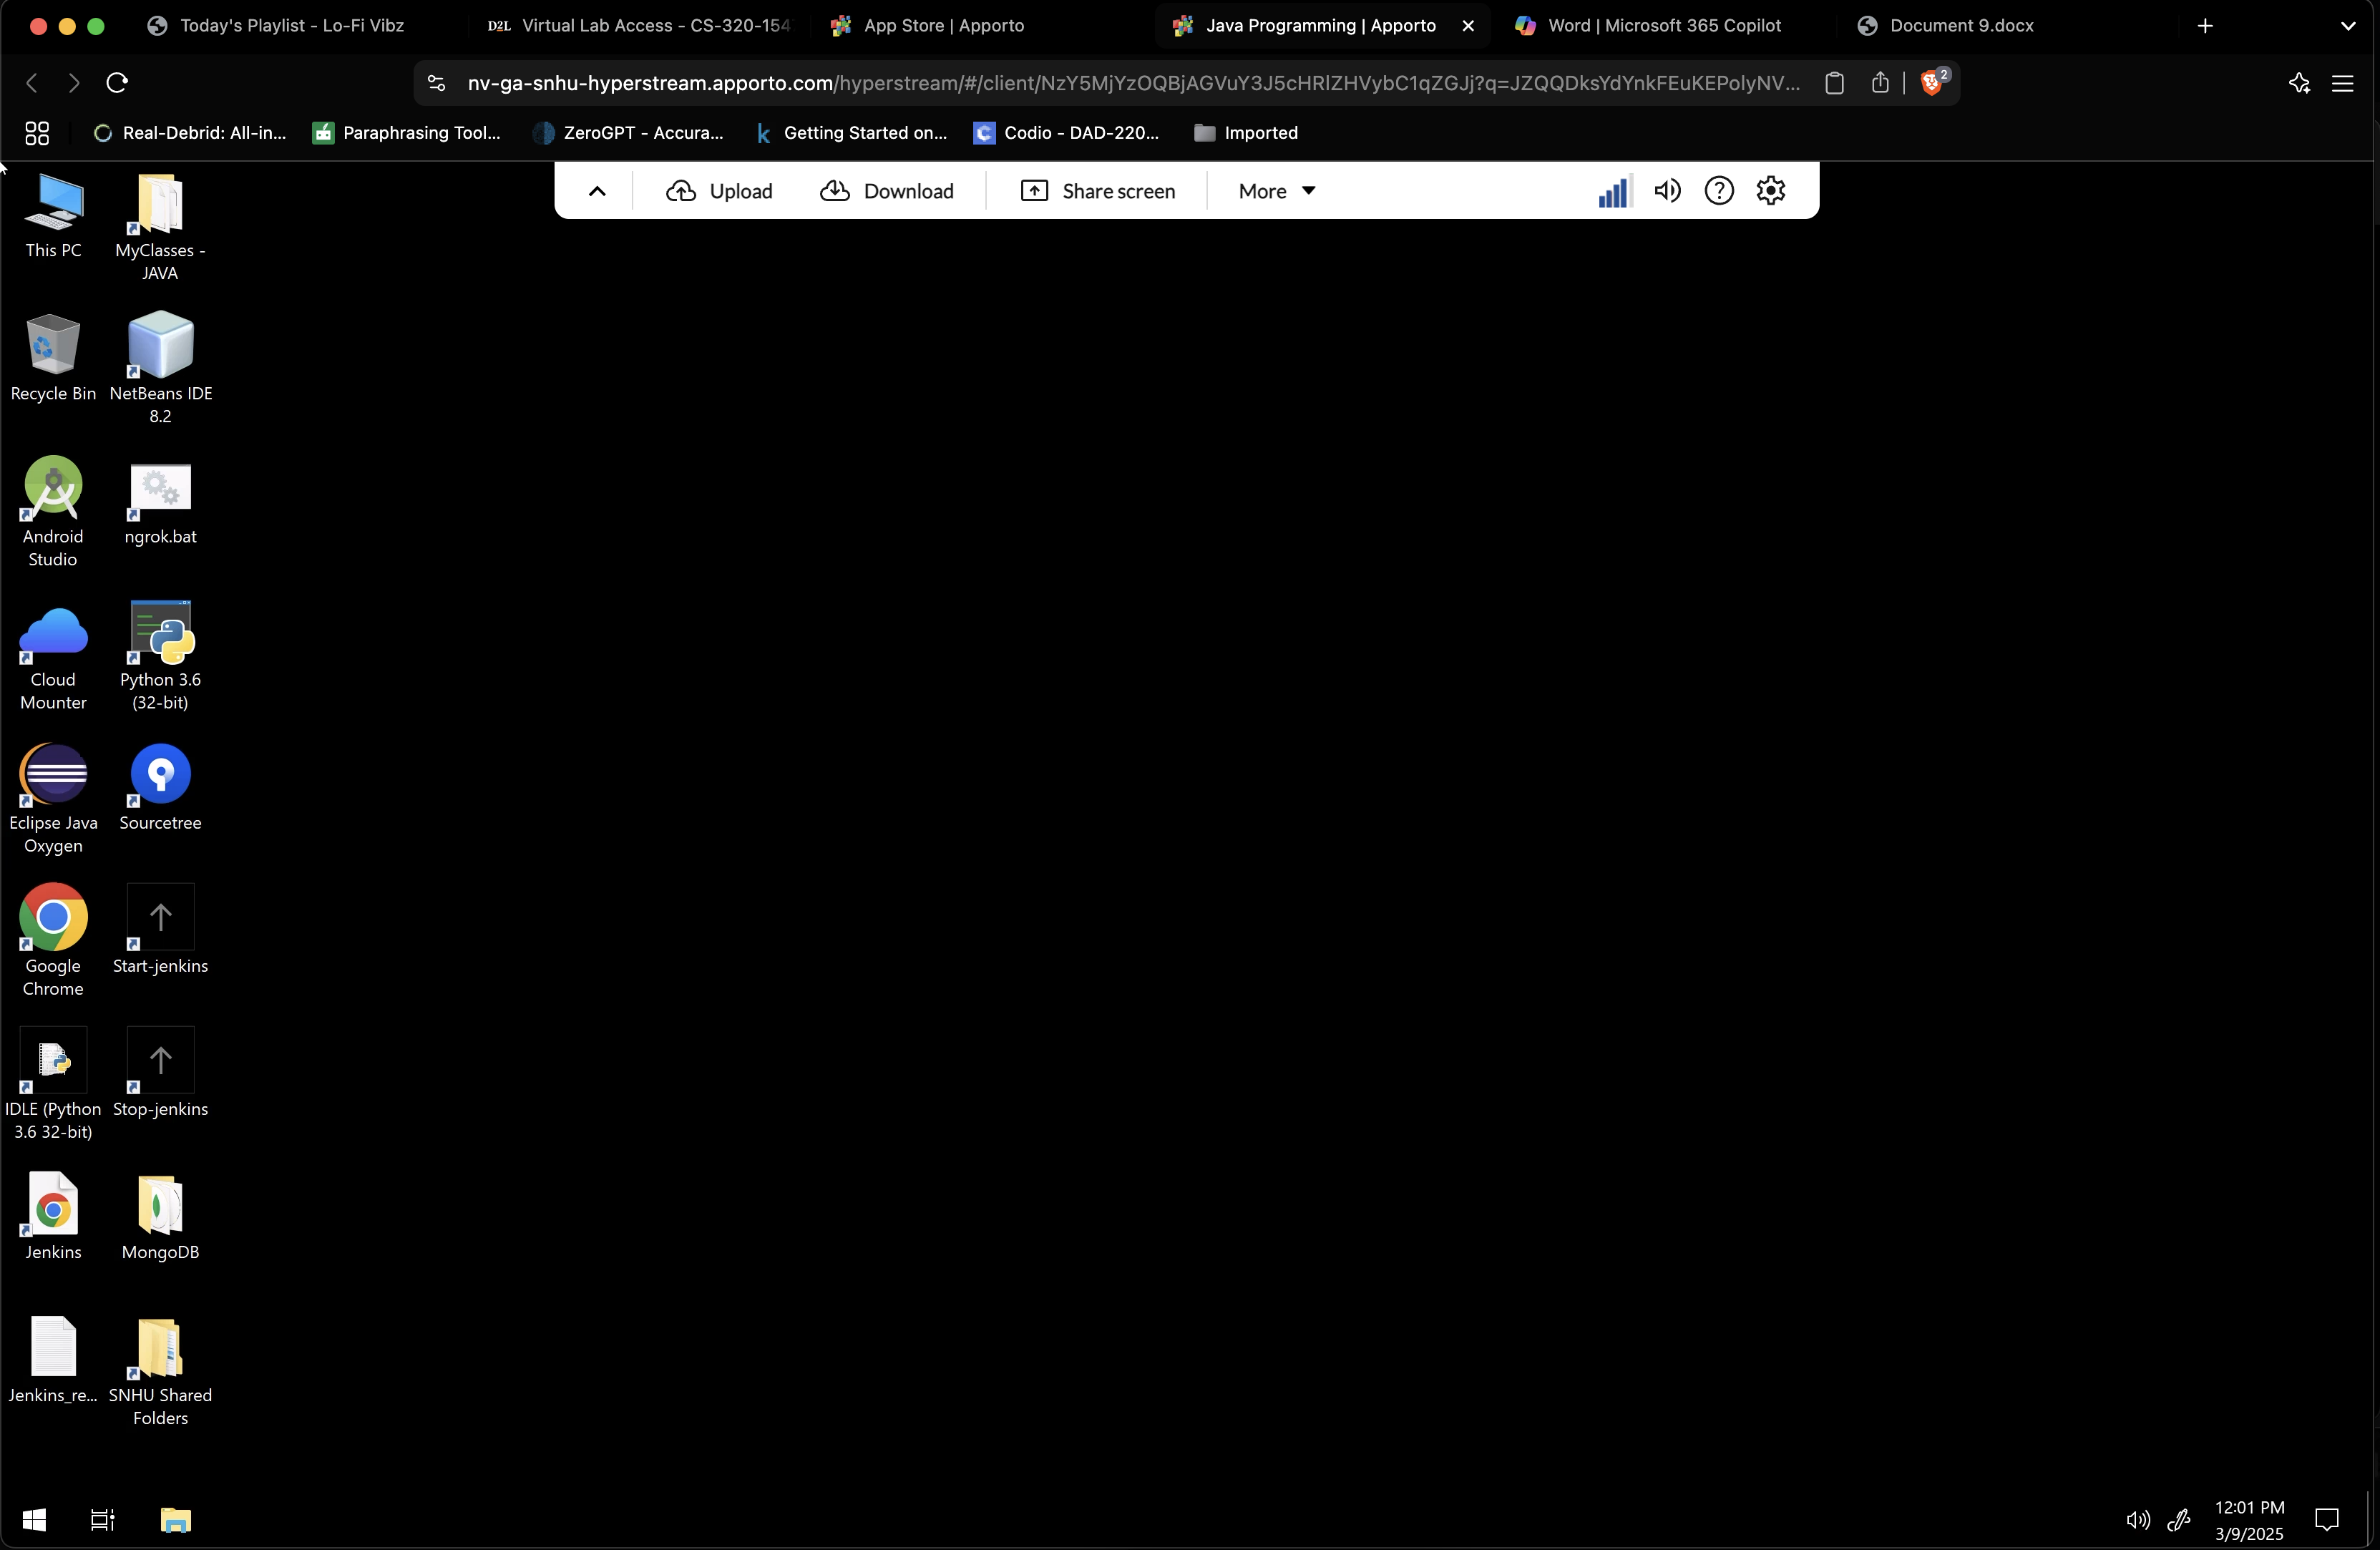 Today's Playlist - Lo-Fi Vibz
D2L Virtual Lab Access - CS-320-154
App Store | Apporto
Java Programming | Apporto
Word | Microsoft 365 Copilot
Document 9.docx
nv-ga-snhu-hyperstream.apporto.com/hyperstream/#/client/NzY5MjYzOQBjAGVuY3J5cHRlZHVybC1qZGJj?q=JZQQDksYdYnkFEuKEPolyNV...
2
Real-Debrid: All-in...
Paraphrasing Tool...
ZeroGPT - Accura...
k Getting Started on...
Codio - DAD-220...
Imported
Upload
Download
Share screen
More
This PC
MyClasses -
JAVA
Recycle Bin
NetBeans IDE
8.2
Android
Studio
ngrok.bat
Cloud
Mounter
Python 3.6
(32-bit)
Eclipse Java
Oxygen
Sourcetree
Google
Chrome
Start-jenkins
IDLE (Python
3.6 32-bit)
Stop-jenkins
Jenkins
MongoDB
Jenkins_re...
SNHU Shared
Folders
12:01 PM
3/9/2025